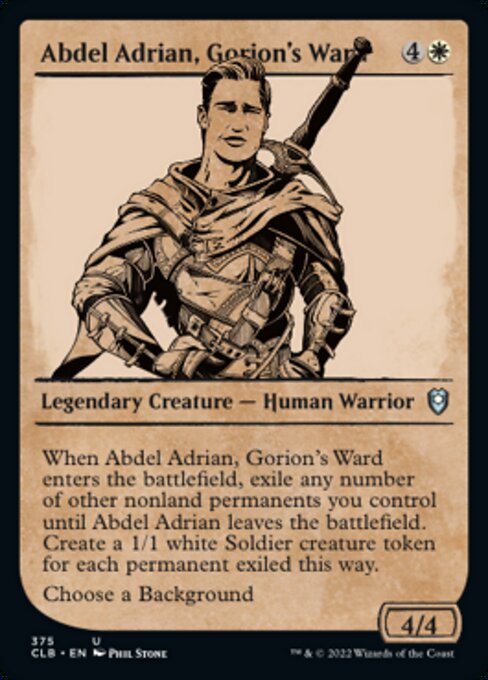 Abdel Adrian, Gorion's Ward 4
Legendary Creature — Human Warrior
When Abdel Adrian, Gorion's Ward
enters the battlefield, exile any number
of other nonland permanents you control
until Abdel Adrian leaves the battlefield.
Create a 1/1 white Soldier creature token
for each permanent exiled this way.
Choose a Background
4/4
375 U
CLB • EN Phil Stone
™ & © 2022 Wizards of the Coast